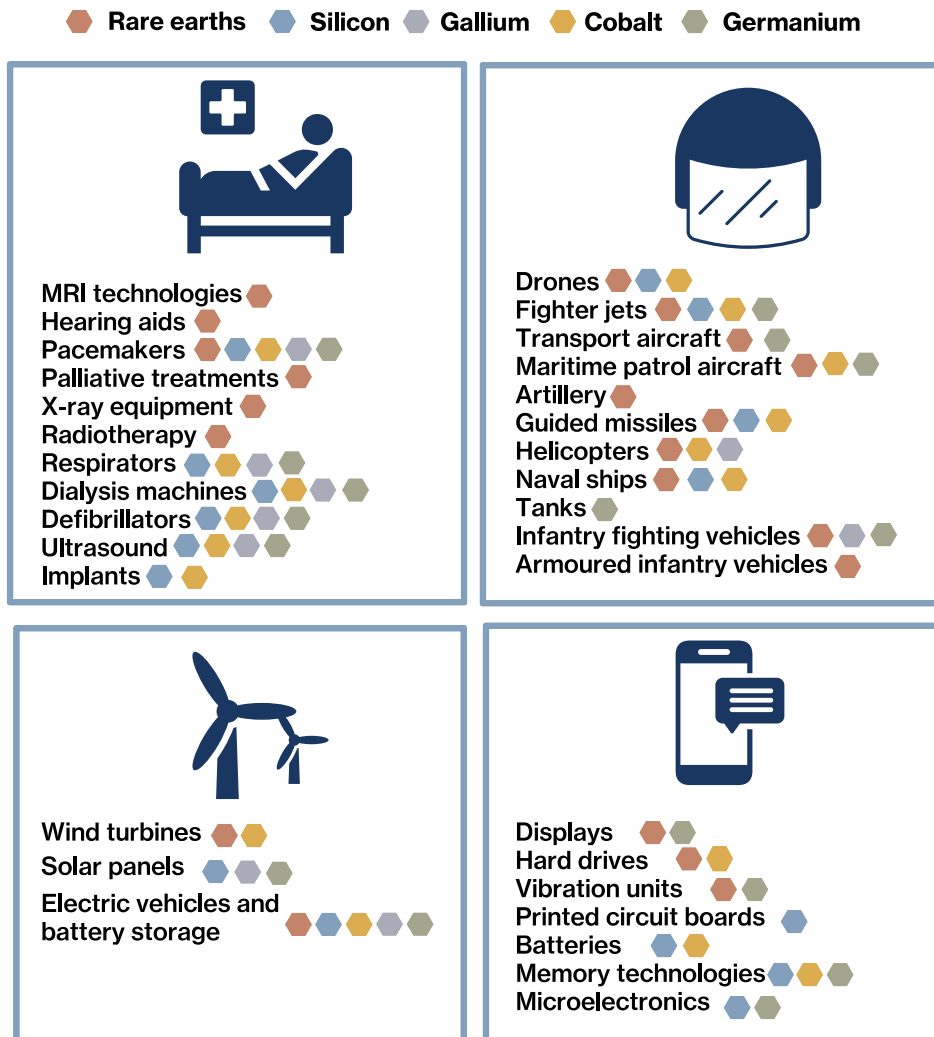 Rare earths Silicon Gallium Cobalt Germanium
MRI technologies
Hearing aids
Pacemakers
Palliative treatments
X-ray equipment
Radiotherapy
Respirators
Dialysis machines
Defibrillators
Ultrasound
Implants
Drones
Fighter jets
Transport aircraft
Maritime patrol aircraft
Artillery
Guided missiles
Helicopters
Naval ships
Tanks
Infantry fighting vehicles
Armoured infantry vehicles
Wind turbines
Solar panels
Electric vehicles and
battery storage
Displays
Hard drives
Vibration units
Printed circuit boards
Batteries
Memory technologies
Microelectronics